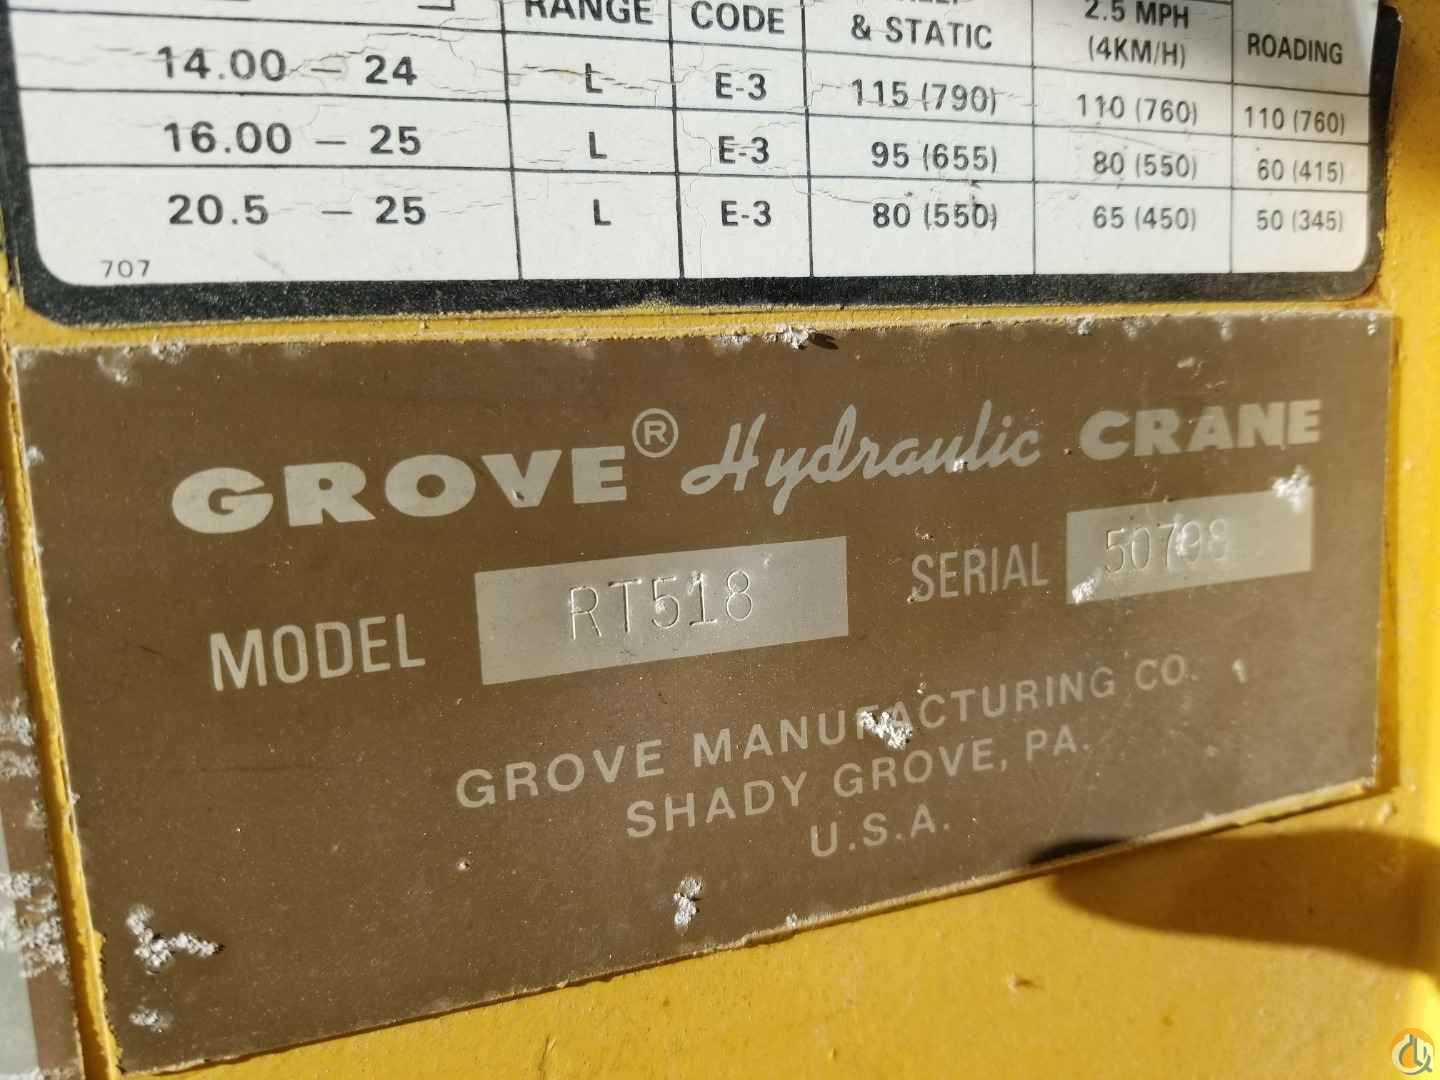 RANGE CODE & STATIC 2.5 MPH (4KM/H) ROADING
14.00 – 24 L E-3 115 (790) 110 (760) 110 (760)
16.00 – 25 L E-3 95 (655) 80 (550) 60 (415)
20.5 – 25 L E-3 80 (550) 65 (450) 50 (345)
707
GROVE® Hydraulic CRANE
MODEL RT518 SERIAL 50798
GROVE MANUFACTURING CO.
SHADY GROVE, PA.
U.S.A.